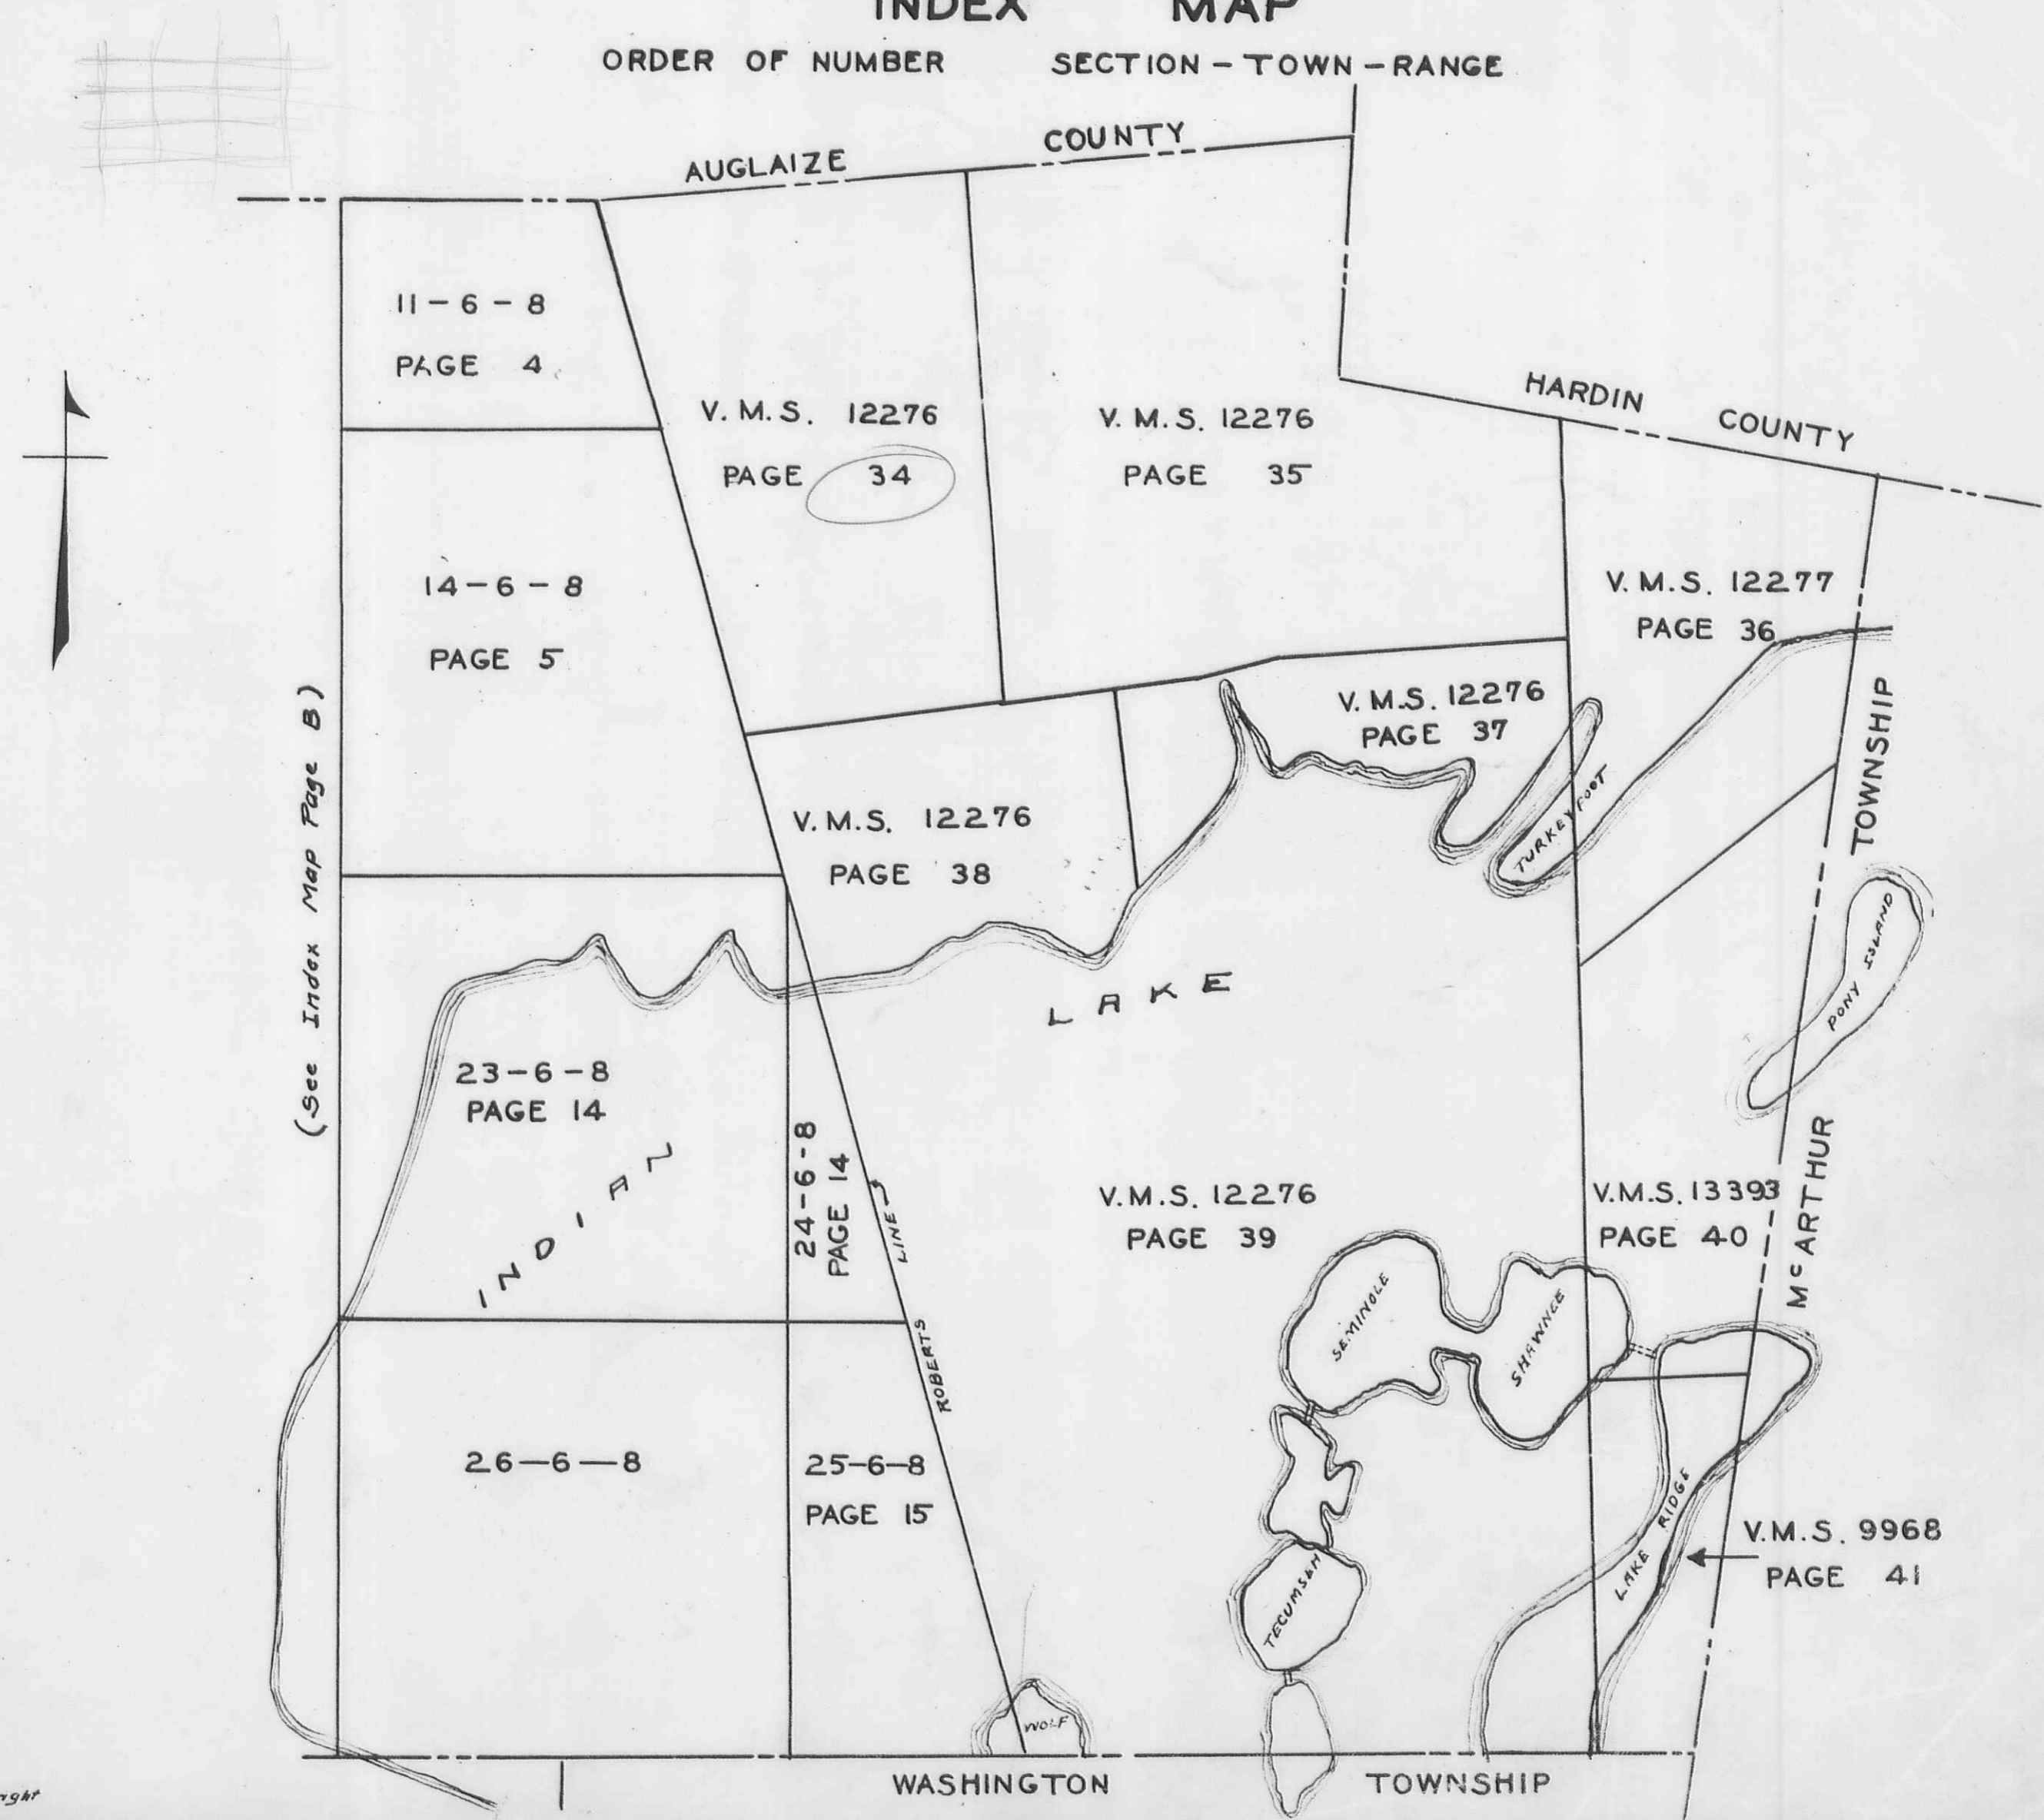 INDEX MAP
ORDER OF NUMBER SECTION - TOWN - RANGE
AUGLAIZE COUNTY
11 - 6 - 8
PAGE 4
V. M. S. 12276
PAGE 34
V. M. S. 12276
PAGE 35
HARDIN COUNTY
14 - 6 - 8
PAGE 5
V. M. S. 12277
PAGE 36
V. M. S. 12276
PAGE 37
(See Index Map Page B)
TOWNSHIP
TURKEY FOOT
V. M. S. 12276
PAGE 38
PONY ISLAND
LAKE
23 - 6 - 8
PAGE 14
INDIAN
24 - 6 - 8
PAGE 14
LINE
ROBERTS
V. M. S. 12276
PAGE 39
V. M. S. 13393
PAGE 40
McARTHUR
SEMINOLE
SHAWNEE
26 - 6 - 8
25 - 6 - 8
PAGE 15
LAKE RIDGE
V. M. S. 9968
PAGE 41
TECUMSEH
WOLF
WASHINGTON TOWNSHIP